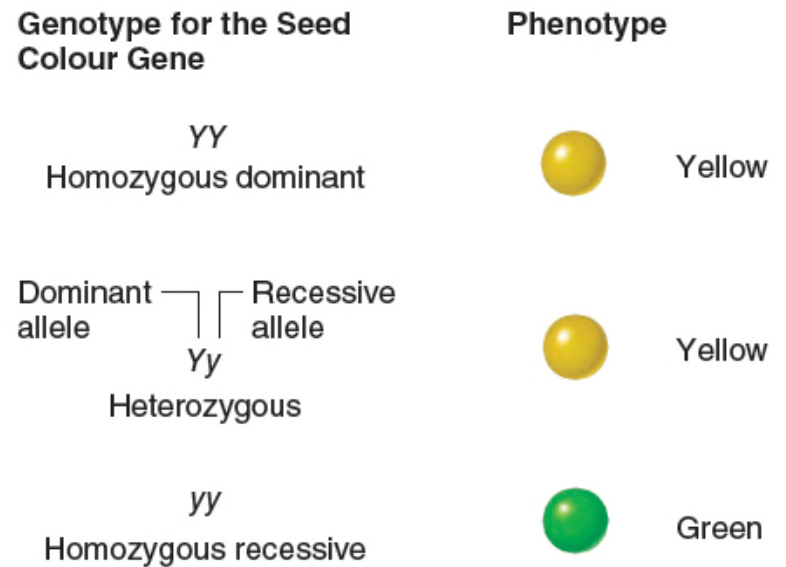 Genotype for the Seed
Colour Gene
Phenotype
YY
Homozygous dominant
Yellow
Dominant
allele
Recessive
allele
Yy
Heterozygous
Yellow
yy
Homozygous recessive
Green